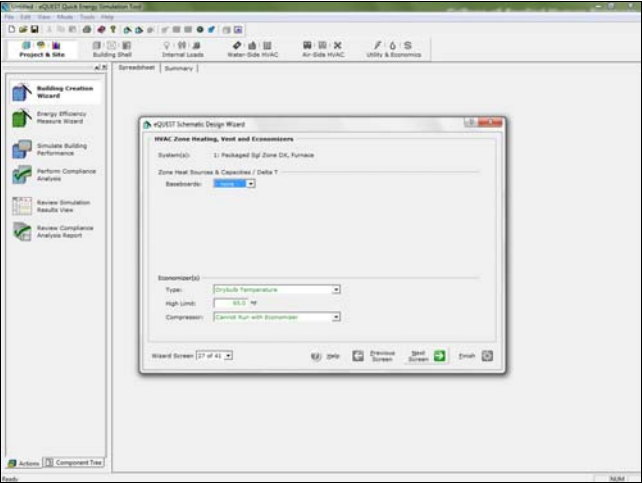 Untitled - eQUEST Quick Energy Simulation Tool
File Edit View Mode Tools Help
Project & Site Building Shell Internal Loads Water-Side HVAC Air-Side HVAC Utility & Economics
Spreadsheet Summary
Building Creation
Wizard
Energy Efficiency
Measure Wizard
Simulate Building
Performance
Perform Compliance
Analysis
Review Simulation
Results View
Review Compliance
Analysis Report
eQUEST Schematic Design Wizard
HVAC Zone Heating, Vent and Economizers
System(s): 1: Packaged Sgl Zone DX, Furnace
Zone Heat Sources & Capacities / Delta T
Baseboards: - none -
Economizer(s)
Type: Drybulb Temperature
High Limit: 65.0 °F
Compressor: Cannot Run with Economizer
Wizard Screen 27 of 41 Help Previous Screen Next Screen Finish
Actions Component Tree
Ready NUM